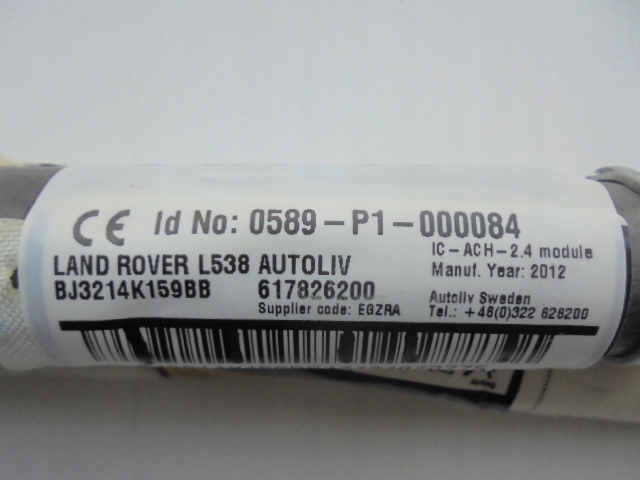 CE Id No: 0589-P1-000084
IC-ACH-2.4 module
LAND ROVER L538 AUTOLIV
Manuf. Year: 2012
BJ3214K159BB 617826200
Autoliv Sweden
Supplier code: EGZRA
Tel.: +46(0)322 626200